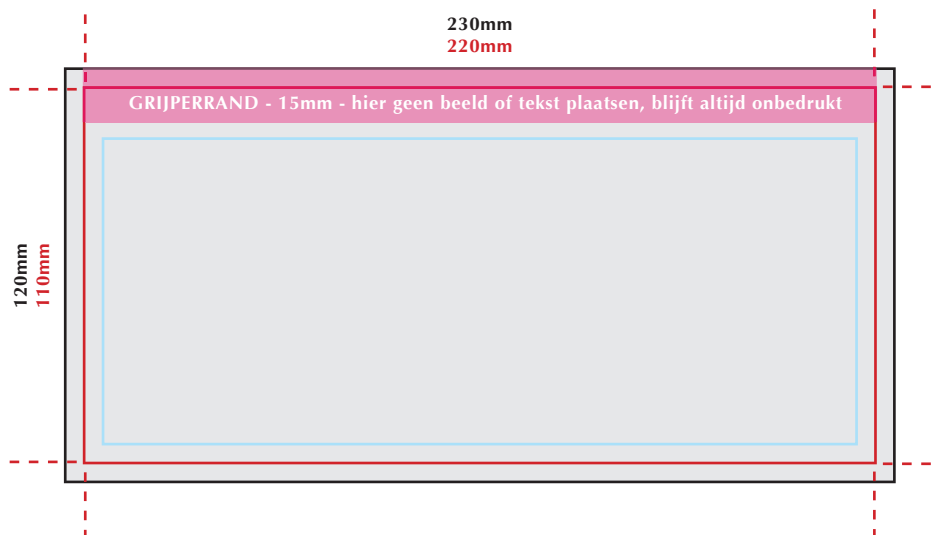 230mm
220mm
GRIJPERRAND - 15mm - hier geen beeld of tekst plaatsen, blijft altijd onbedrukt
120mm
110mm